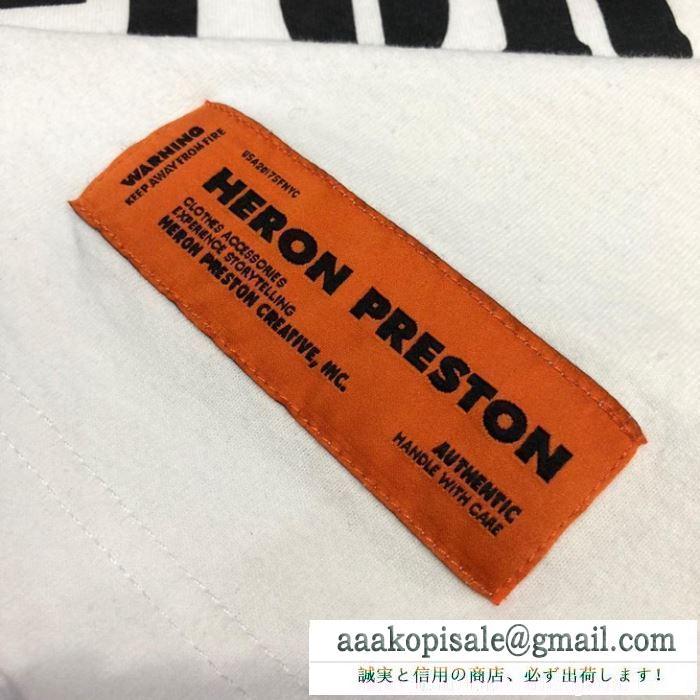 WARNING
KEEP AWAY FROM FIRE
USA2017SFNYC
HERON PRESTON
CLOTHES ACCESSORIES
EXPERIENCE STORYTELLING
HERON PRESTON CREATIVE, INC.
AUTHENTIC
HANDLE WITH CARE
aaakopisale@gmail.com
誠実と信用の商店、必ず出荷します!